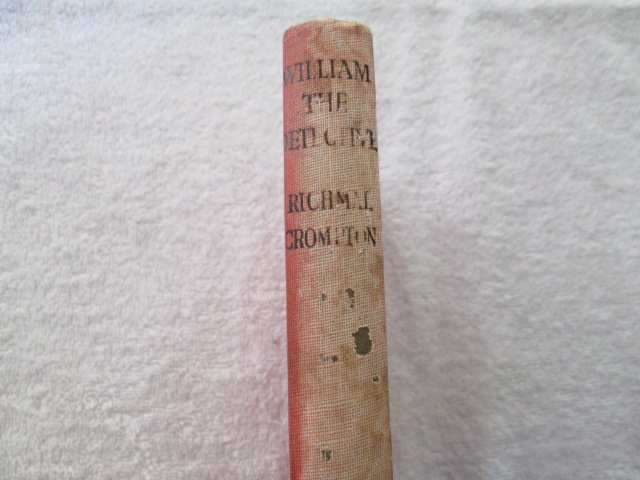 WILLIAM
THE
DETECTIVE
RICHMAL
CROMPTON